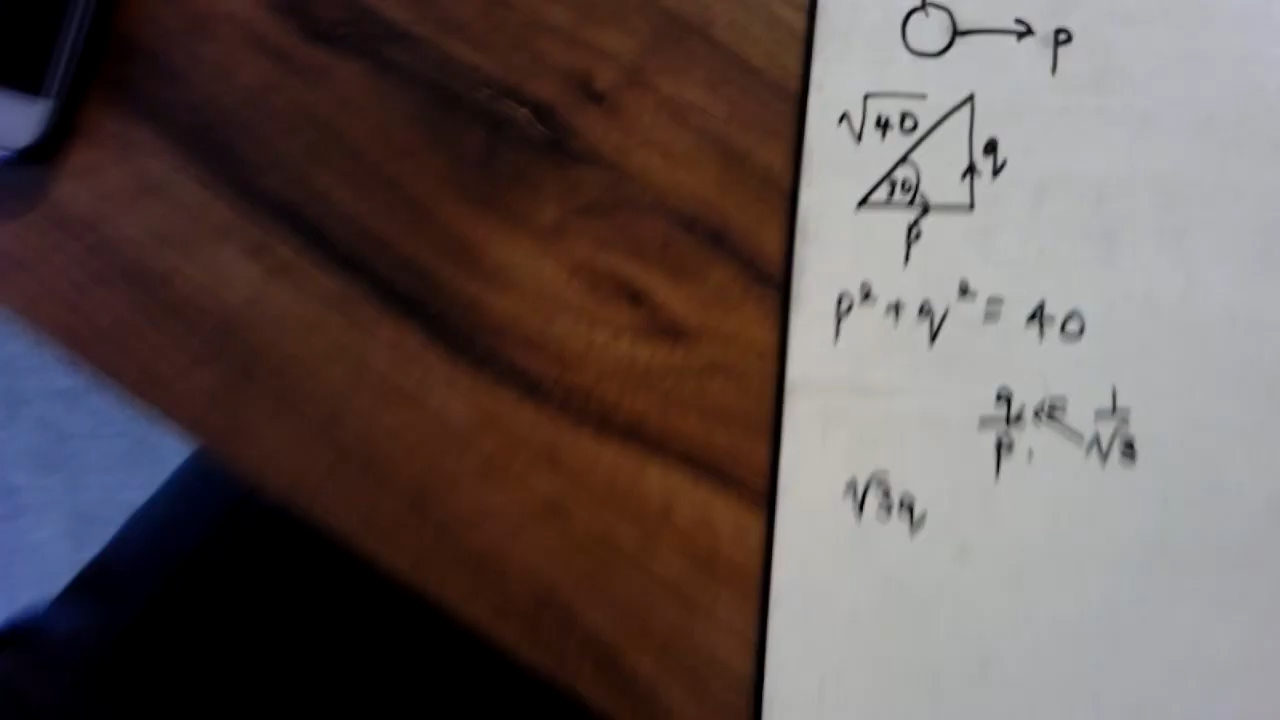 p
√40
q
30
p
p² + q² = 40
q/p = 1/√3
√3q